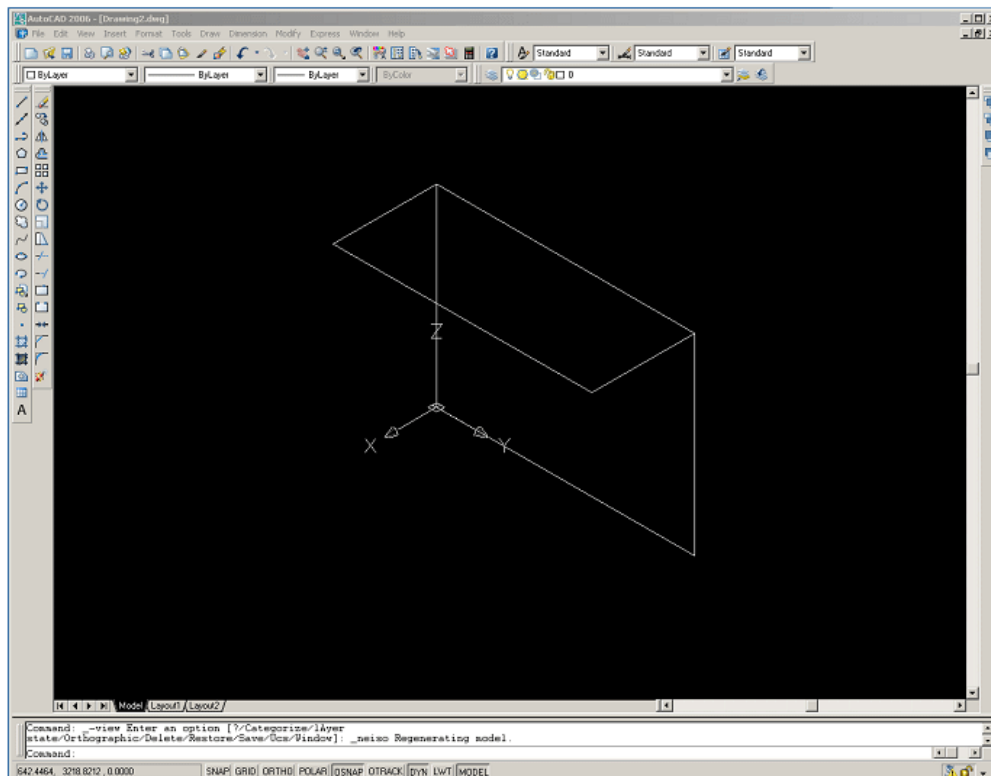 AutoCAD 2006 - [Drawing2.dwg]
File Edit View Insert Format Tools Draw Dimension Modify Express Window Help
Standard Standard Standard
ByLayer ByLayer ByLayer ByColor 0
A
Z
X Y
Model Layout1 Layout2
Command: _-view Enter an option [?/Categorize/lAyer
state/Orthographic/Delete/Restore/Save/Ucs/Window]: _neiso Regenerating model.
Command:
642.4464, 3218.8212, 0.0000 SNAP GRID ORTHO POLAR OSNAP OTRACK DYN LWT MODEL